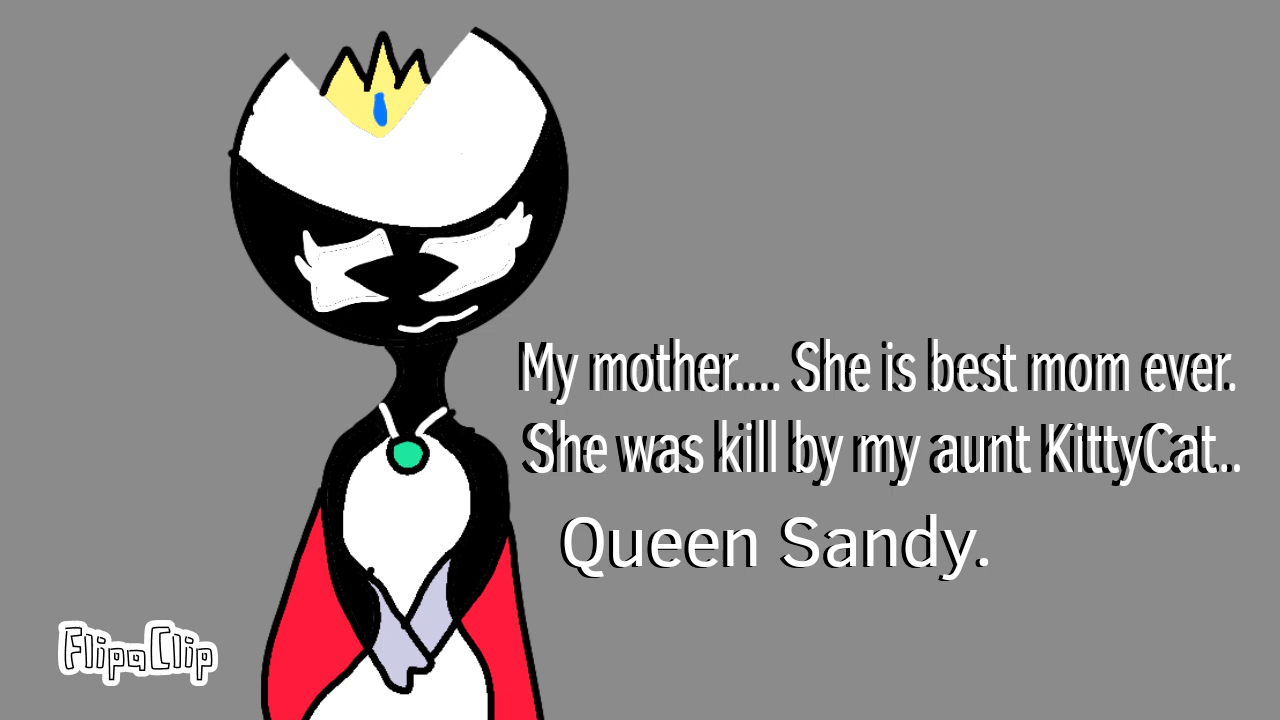 My mother.... She is best mom ever.
She was kill by my aunt KittyCat...
Queen Sandy.
FlipaClip